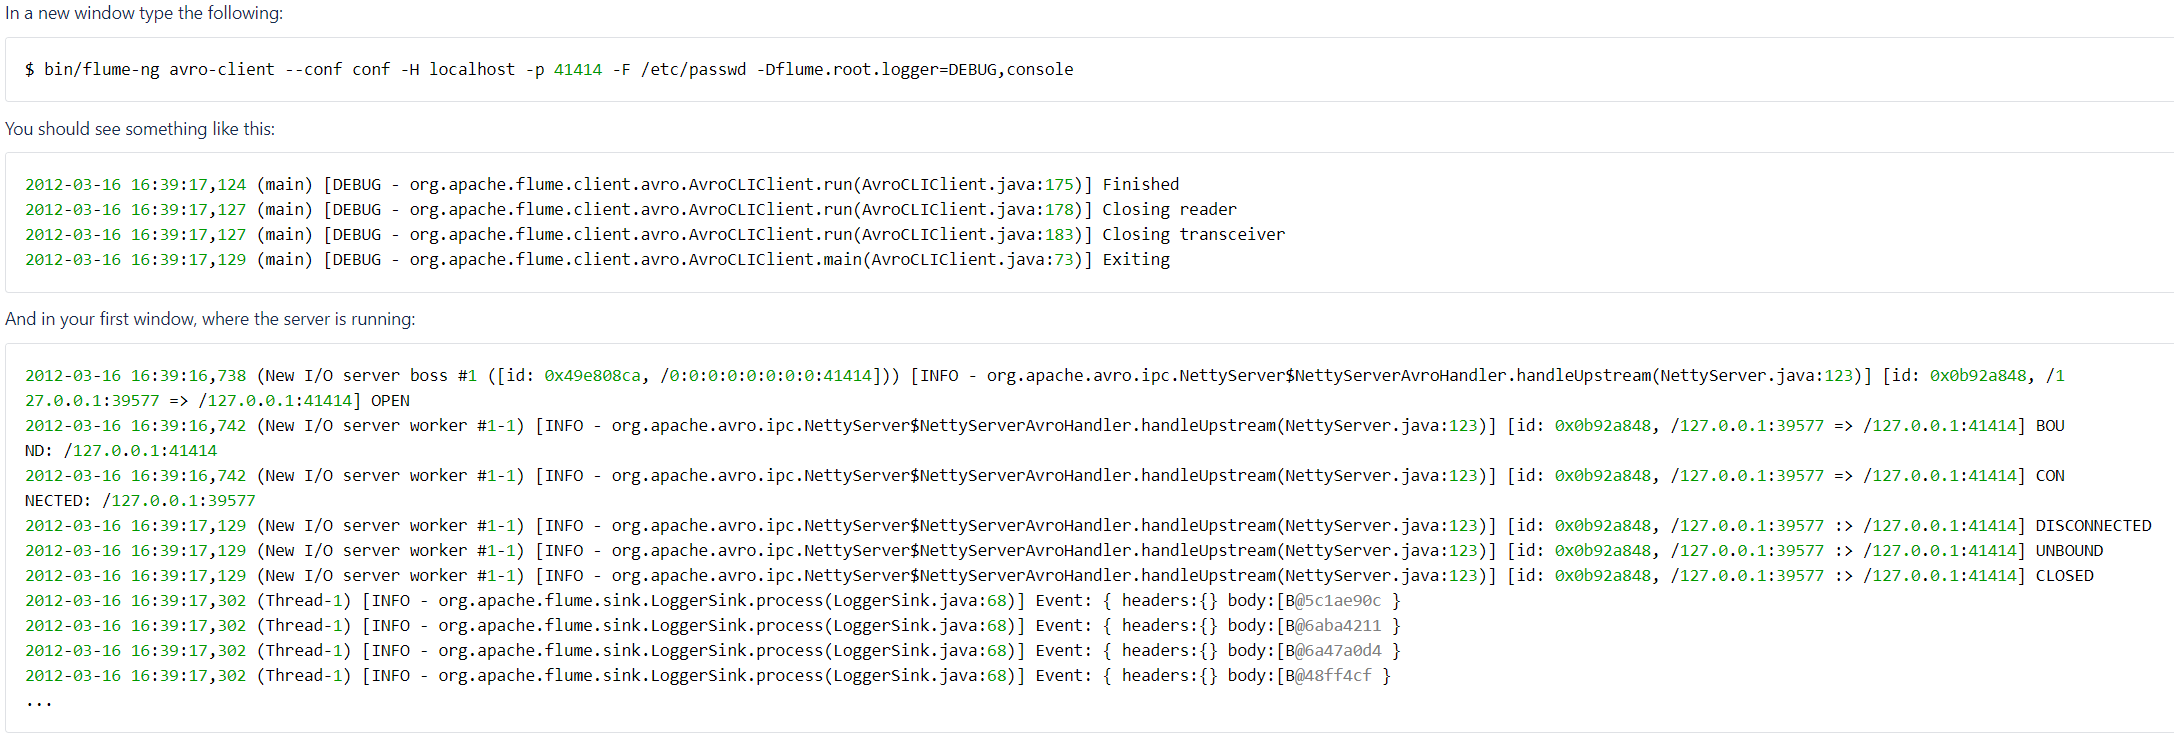 In a new window type the following:
$ bin/flume-ng avro-client --conf conf -H localhost -p 41414 -F /etc/passwd -Dflume.root.logger=DEBUG,console
You should see something like this:
2012-03-16 16:39:17,124 (main) [DEBUG - org.apache.flume.client.avro.AvroCLIClient.run(AvroCLIClient.java:175)] Finished
2012-03-16 16:39:17,127 (main) [DEBUG - org.apache.flume.client.avro.AvroCLIClient.run(AvroCLIClient.java:178)] Closing reader
2012-03-16 16:39:17,127 (main) [DEBUG - org.apache.flume.client.avro.AvroCLIClient.run(AvroCLIClient.java:183)] Closing transceiver
2012-03-16 16:39:17,129 (main) [DEBUG - org.apache.flume.client.avro.AvroCLIClient.main(AvroCLIClient.java:73)] Exiting
And in your first window, where the server is running:
2012-03-16 16:39:16,738 (New I/O server boss #1 ([id: 0x49e808ca, /0:0:0:0:0:0:0:0:41414])) [INFO - org.apache.avro.ipc.NettyServer$NettyServerAvroHandler.handleUpstream(NettyServer.java:123)] [id: 0x0b92a848, /1
27.0.0.1:39577 => /127.0.0.1:41414] OPEN
2012-03-16 16:39:16,742 (New I/O server worker #1-1) [INFO - org.apache.avro.ipc.NettyServer$NettyServerAvroHandler.handleUpstream(NettyServer.java:123)] [id: 0x0b92a848, /127.0.0.1:39577 => /127.0.0.1:41414] BOU
ND: /127.0.0.1:41414
2012-03-16 16:39:16,742 (New I/O server worker #1-1) [INFO - org.apache.avro.ipc.NettyServer$NettyServerAvroHandler.handleUpstream(NettyServer.java:123)] [id: 0x0b92a848, /127.0.0.1:39577 => /127.0.0.1:41414] CON
NECTED: /127.0.0.1:39577
2012-03-16 16:39:17,129 (New I/O server worker #1-1) [INFO - org.apache.avro.ipc.NettyServer$NettyServerAvroHandler.handleUpstream(NettyServer.java:123)] [id: 0x0b92a848, /127.0.0.1:39577 :> /127.0.0.1:41414] DISCONNECTED
2012-03-16 16:39:17,129 (New I/O server worker #1-1) [INFO - org.apache.avro.ipc.NettyServer$NettyServerAvroHandler.handleUpstream(NettyServer.java:123)] [id: 0x0b92a848, /127.0.0.1:39577 :> /127.0.0.1:41414] UNBOUND
2012-03-16 16:39:17,129 (New I/O server worker #1-1) [INFO - org.apache.avro.ipc.NettyServer$NettyServerAvroHandler.handleUpstream(NettyServer.java:123)] [id: 0x0b92a848, /127.0.0.1:39577 :> /127.0.0.1:41414] CLOSED
2012-03-16 16:39:17,302 (Thread-1) [INFO - org.apache.flume.sink.LoggerSink.process(LoggerSink.java:68)] Event: { headers:{} body:[B@5c1ae90c }
2012-03-16 16:39:17,302 (Thread-1) [INFO - org.apache.flume.sink.LoggerSink.process(LoggerSink.java:68)] Event: { headers:{} body:[B@6aba4211 }
2012-03-16 16:39:17,302 (Thread-1) [INFO - org.apache.flume.sink.LoggerSink.process(LoggerSink.java:68)] Event: { headers:{} body:[B@6a47a0d4 }
2012-03-16 16:39:17,302 (Thread-1) [INFO - org.apache.flume.sink.LoggerSink.process(LoggerSink.java:68)] Event: { headers:{} body:[B@48ff4cf }
...